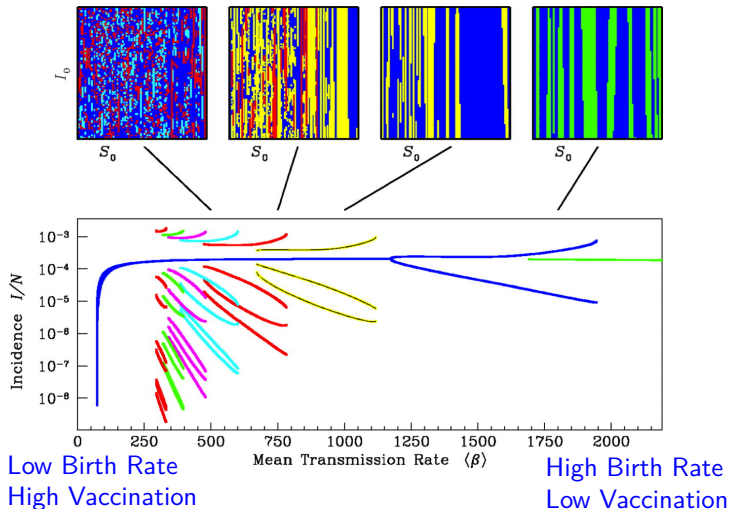 I₀
S₀ S₀ S₀ S₀
Incidence I/N
10⁻³
10⁻⁴
10⁻⁵
10⁻⁶
10⁻⁷
10⁻⁸
0 250 500 750 1000 1250 1500 1750 2000
Mean Transmission Rate ⟨β⟩
Low Birth Rate
High Vaccination
High Birth Rate
Low Vaccination